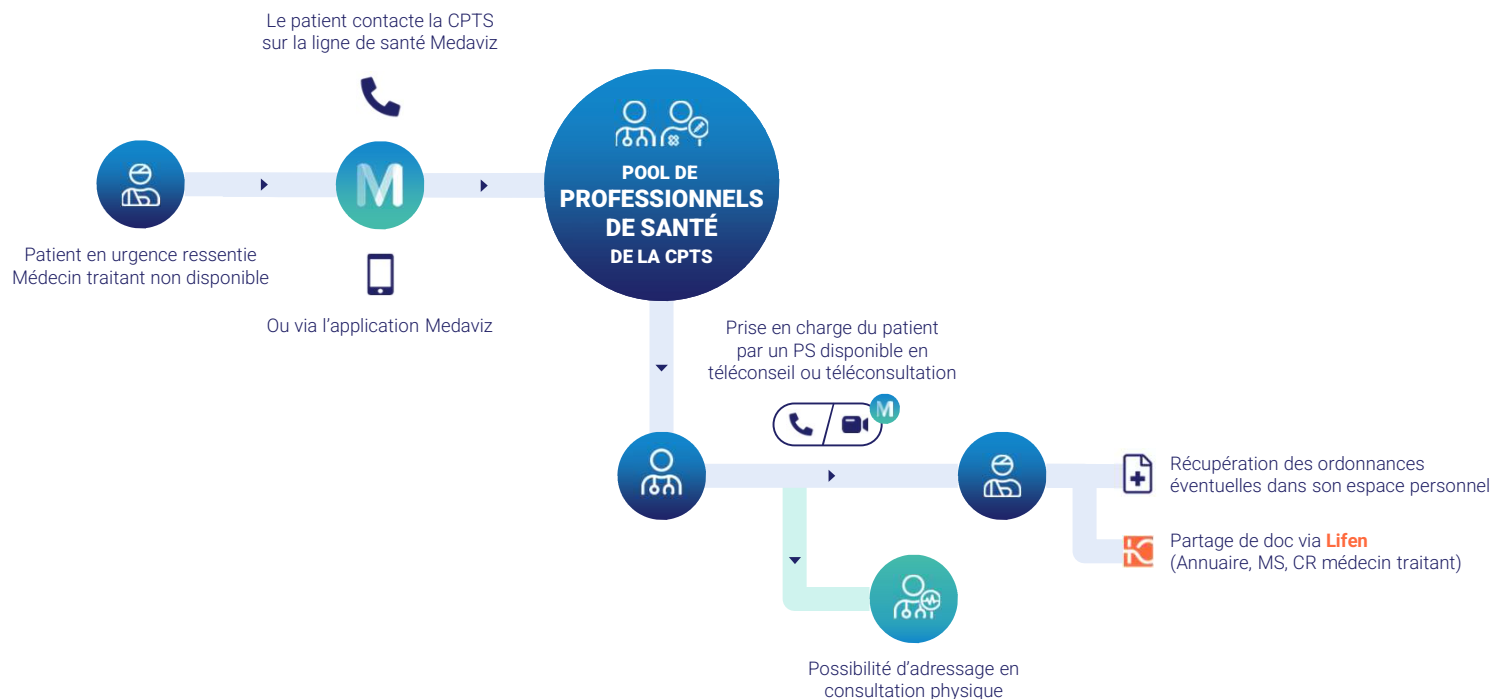 Le patient contacte la CPTS
sur la ligne de santé Medaviz
M
POOL DE
PROFESSIONNELS
DE SANTÉ
DE LA CPTS
Patient en urgence ressentie
Médecin traitant non disponible
Ou via l’application Medaviz
Prise en charge du patient
par un PS disponible en
téléconseil ou téléconsultation
M
Récupération des ordonnances
éventuelles dans son espace personnel
Partage de doc via Lifen
(Annuaire, MS, CR médecin traitant)
Possibilité d’adressage en
consultation physique